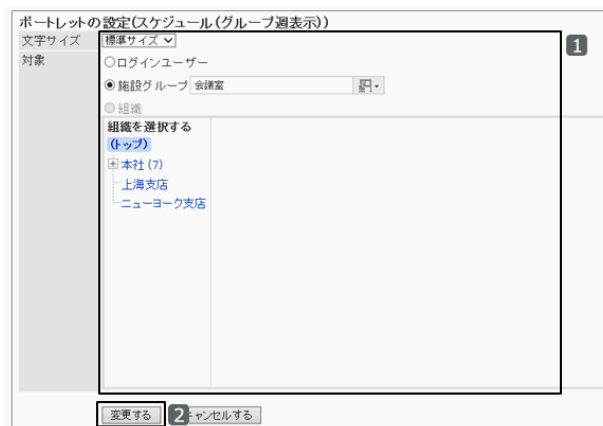 ポートレットの設定(スケジュール(グループ週表示))
文字サイズ 標準サイズ
1
対象 ○ログインユーザー
◉施設グループ 会議室
○組織
組織を選択する
(トップ)
本社 (7)
上海支店
ニューヨーク支店
変更する 2 キャンセルする